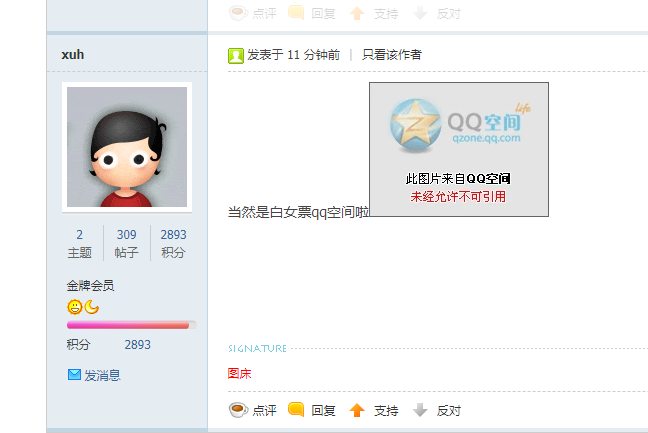 点评 回复 支持 反对
xuh
发表于 11 分钟前 | 只看该作者
QQ空间 life
qzone.qq.com
此图片来自QQ空间
未经允许不可引用
当然是白女票qq空间啦
2 309 2893
主题 帖子 积分
金牌会员
积分 2893
发消息
SIGNATURE
图床
点评 回复 支持 反对